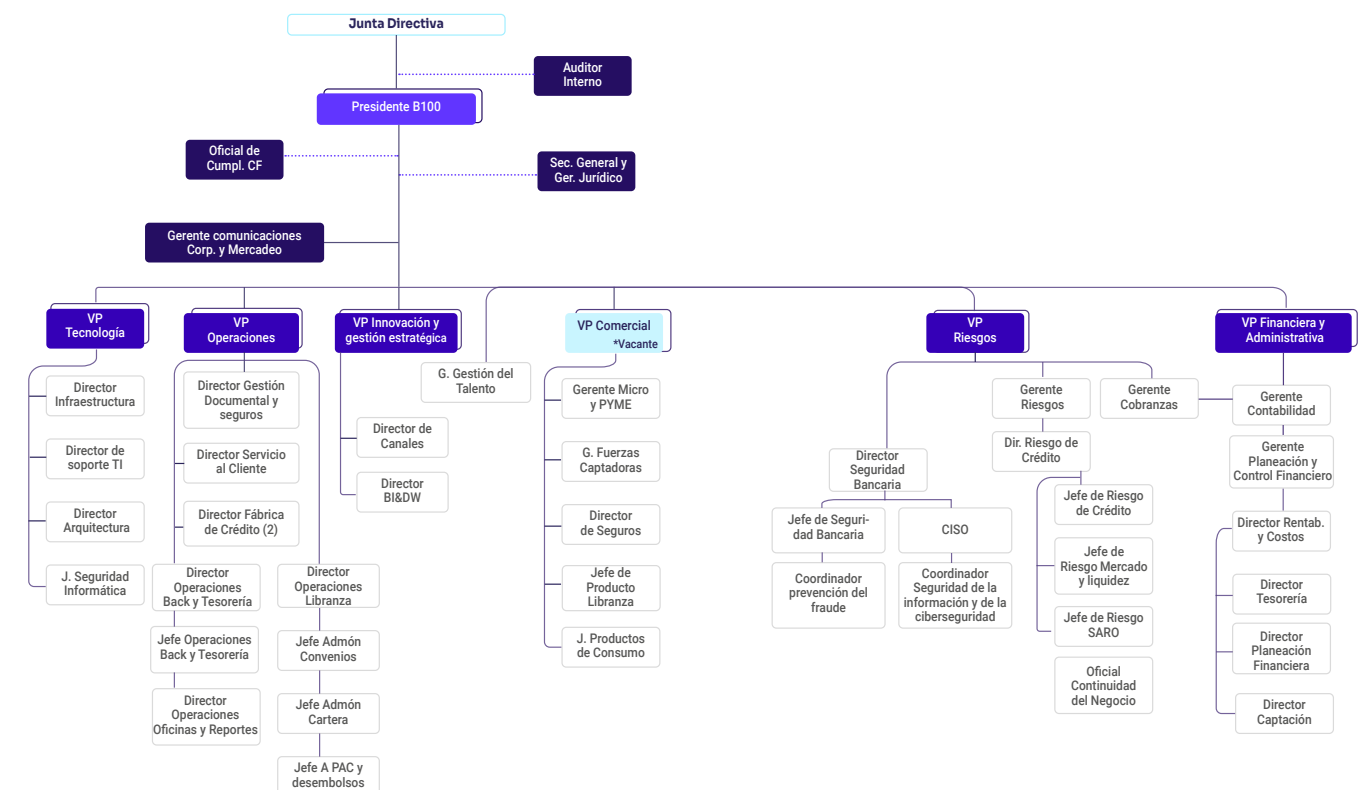 Junta Directiva
Auditor
Interno
Presidente B100
Oficial de
Cumpl. CF
Sec. General y
Ger. Jurídico
Gerente comunicaciones
Corp. y Mercadeo
VP
Tecnología
Director
Infraestructura
Director de
soporte TI
Director
Arquitectura
J. Seguridad
Informática
VP
Operaciones
Director Gestión
Documental y
seguros
Director Servicio
al Cliente
Director Fábrica
de Crédito (2)
Director
Operaciones
Back y Tesorería
Jefe Operaciones
Back y Tesorería
Director
Operaciones
Oficinas y Reportes
Director
Operaciones
Libranza
Jefe Admón
Convenios
Jefe Admón
Cartera
Jefe A PAC y
desembolsos
VP Innovación y
gestión estratégica
Director de
Canales
Director
BI&DW
G. Gestión del
Talento
VP Comercial
*Vacante
Gerente Micro
y PYME
G. Fuerzas
Captadoras
Director
de Seguros
Jefe de
Producto
Libranza
J. Productos
de Consumo
VP
Riesgos
Director
Seguridad
Bancaria
Jefe de Seguri-
dad Bancaria
Coordinador
prevención del
fraude
CISO
Coordinador
Seguridad de la
información y de la
ciberseguridad
Gerente
Riesgos
Dir. Riesgo de
Crédito
Jefe de Riesgo
de Crédito
Jefe de
Riesgo Mercado
y liquidez
Jefe de Riesgo
SARO
Oficial
Continuidad
del Negocio
Gerente
Cobranzas
VP Financiera y
Administrativa
Gerente
Contabilidad
Gerente
Planeación y
Control Financiero
Director Rentab.
y Costos
Director
Tesorería
Director
Planeación
Financiera
Director
Captación